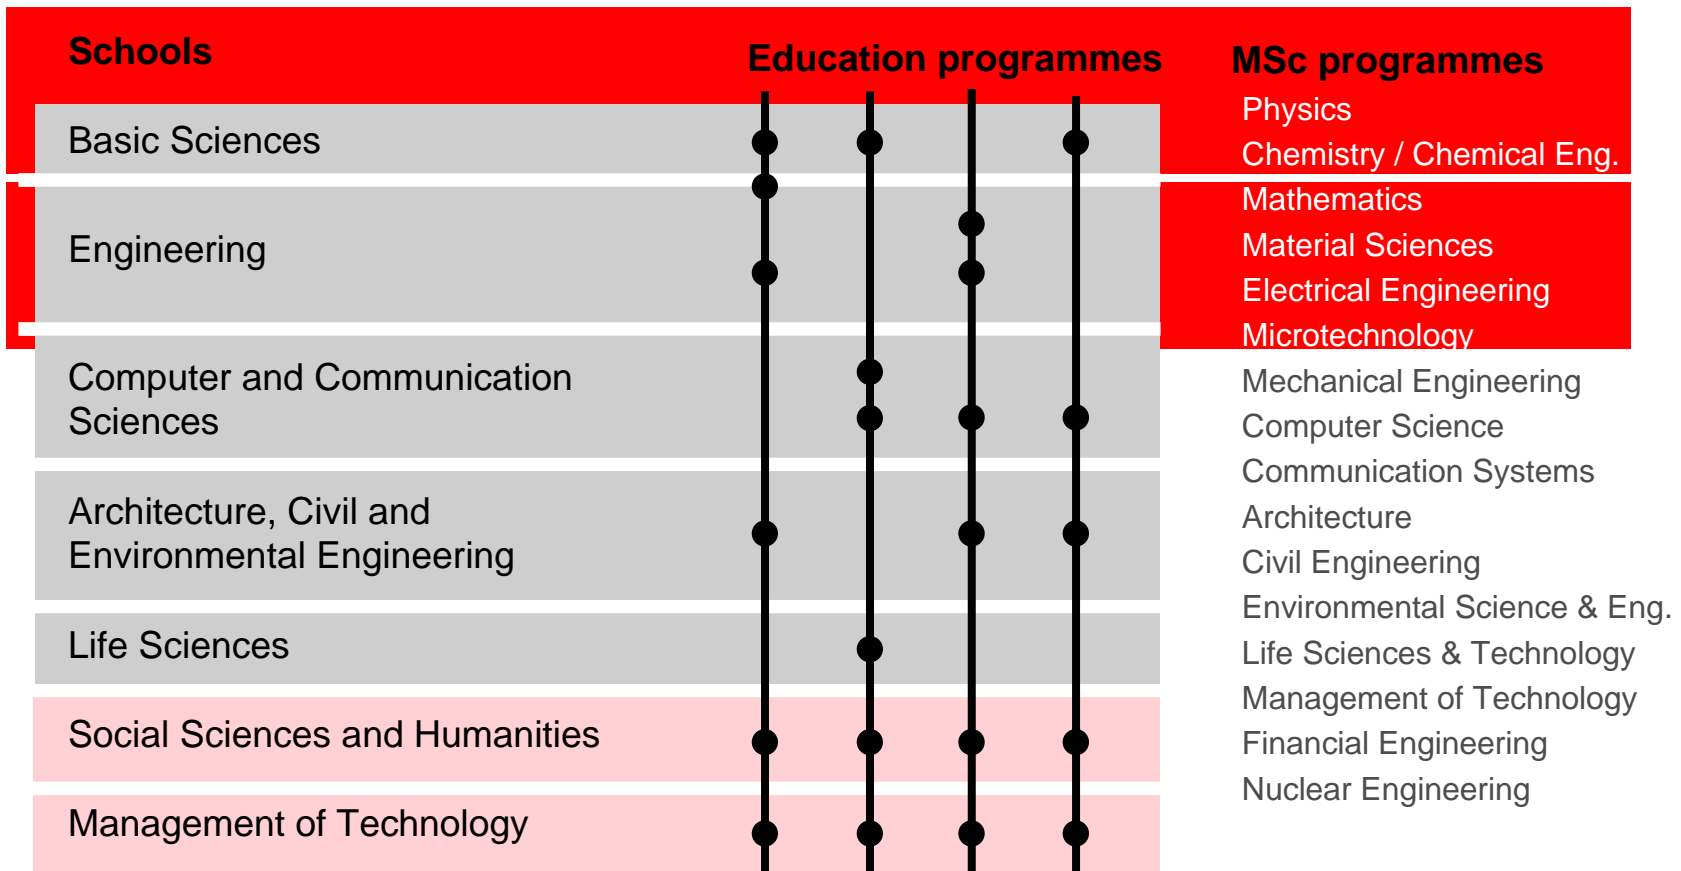 Schools
Education programmes
MSc programmes
Basic Sciences
Engineering
Computer and Communication
Sciences
Architecture, Civil and
Environmental Engineering
Life Sciences
Social Sciences and Humanities
Management of Technology
Physics
Chemistry / Chemical Eng.
Mathematics
Material Sciences
Electrical Engineering
Microtechnology
Mechanical Engineering
Computer Science
Communication Systems
Architecture
Civil Engineering
Environmental Science & Eng.
Life Sciences & Technology
Management of Technology
Financial Engineering
Nuclear Engineering